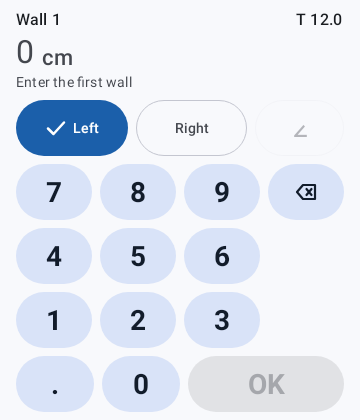 Wall 1 T 12.0
0 cm
Enter the first wall
Left Right
7 8 9
4 5 6
1 2 3
. 0 OK